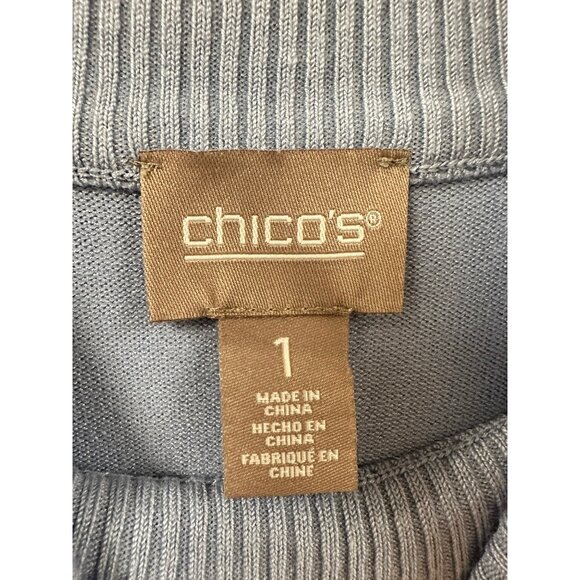 chico's®
1
MADE IN
CHINA
HECHO EN
CHINA
FABRIQUÉ EN
CHINE